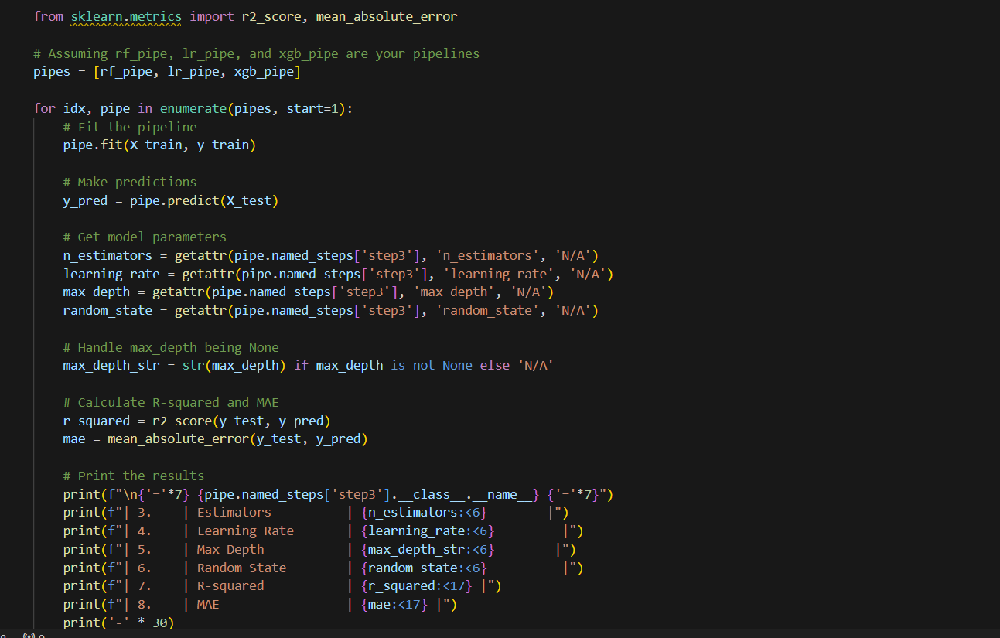 from sklearn.metrics import r2_score, mean_absolute_error
# Assuming rf_pipe, lr_pipe, and xgb_pipe are your pipelines
pipes = [rf_pipe, lr_pipe, xgb_pipe]
for idx, pipe in enumerate(pipes, start=1):
    # Fit the pipeline
    pipe.fit(X_train, y_train)
    # Make predictions
    y_pred = pipe.predict(X_test)
    # Get model parameters
    n_estimators = getattr(pipe.named_steps['step3'], 'n_estimators', 'N/A')
    learning_rate = getattr(pipe.named_steps['step3'], 'learning_rate', 'N/A')
    max_depth = getattr(pipe.named_steps['step3'], 'max_depth', 'N/A')
    random_state = getattr(pipe.named_steps['step3'], 'random_state', 'N/A')
    # Handle max_depth being None
    max_depth_str = str(max_depth) if max_depth is not None else 'N/A'
    # Calculate R-squared and MAE
    r_squared = r2_score(y_test, y_pred)
    mae = mean_absolute_error(y_test, y_pred)
    # Print the results
    print(f"\n{'='*7} {pipe.named_steps['step3'].__class__.__name__} {'='*7}")
    print(f"| 3.    | Estimators          | {n_estimators:<6}        |")
    print(f"| 4.    | Learning Rate       | {learning_rate:<6}         |")
    print(f"| 5.    | Max Depth           | {max_depth_str:<6}        |")
    print(f"| 6.    | Random State        | {random_state:<6}          |")
    print(f"| 7.    | R-squared           | {r_squared:<17} |")
    print(f"| 8.    | MAE                 | {mae:<17} |")
    print('-' * 30)